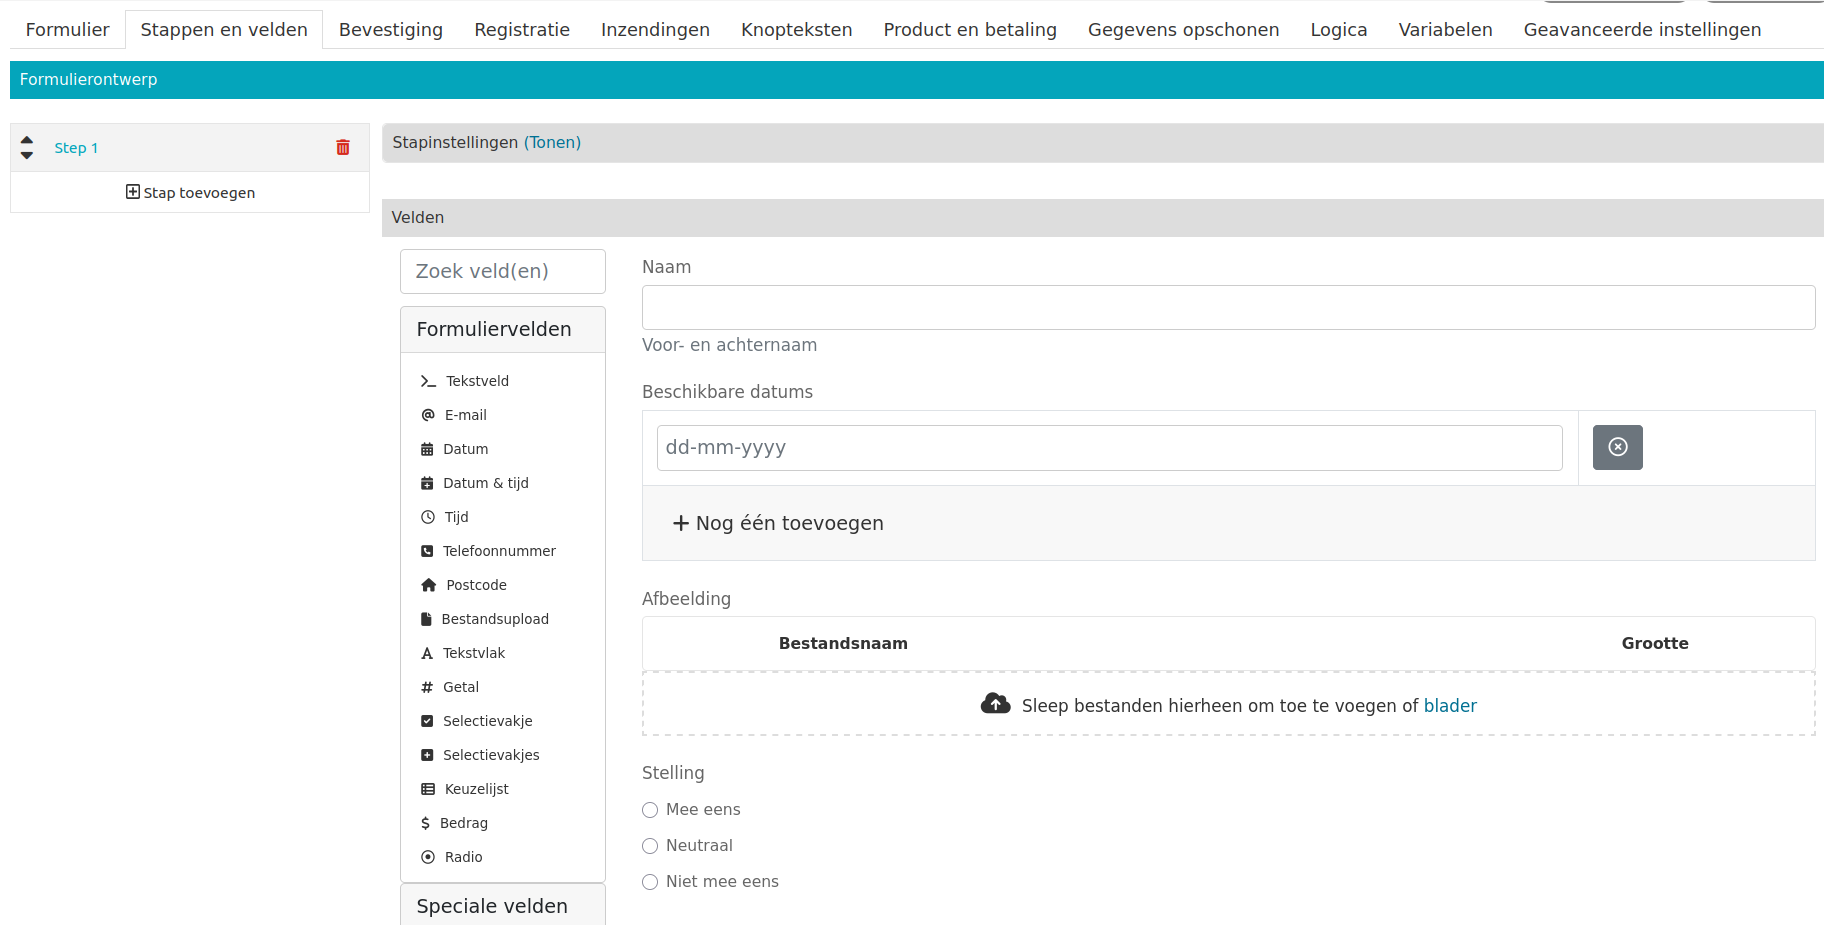 Formulier Stappen en velden Bevestiging Registratie Inzendingen Knopteksten Product en betaling Gegevens opschonen Logica Variabelen Geavanceerde instellingen
Formulierontwerp
Step 1
Stap toevoegen
Stapinstellingen (Tonen)
Velden
Zoek veld(en)
Formuliervelden
Tekstveld
E-mail
Datum
Datum & tijd
Tijd
Telefoonnummer
Postcode
Bestandsupload
Tekstvlak
Getal
Selectievakje
Selectievakjes
Keuzelijst
Bedrag
Radio
Speciale velden
Naam
Voor- en achternaam
Beschikbare datums
dd-mm-yyyy
Nog één toevoegen
Afbeelding
Bestandsnaam Grootte
Sleep bestanden hierheen om toe te voegen of blader
Stelling
Mee eens
Neutraal
Niet mee eens